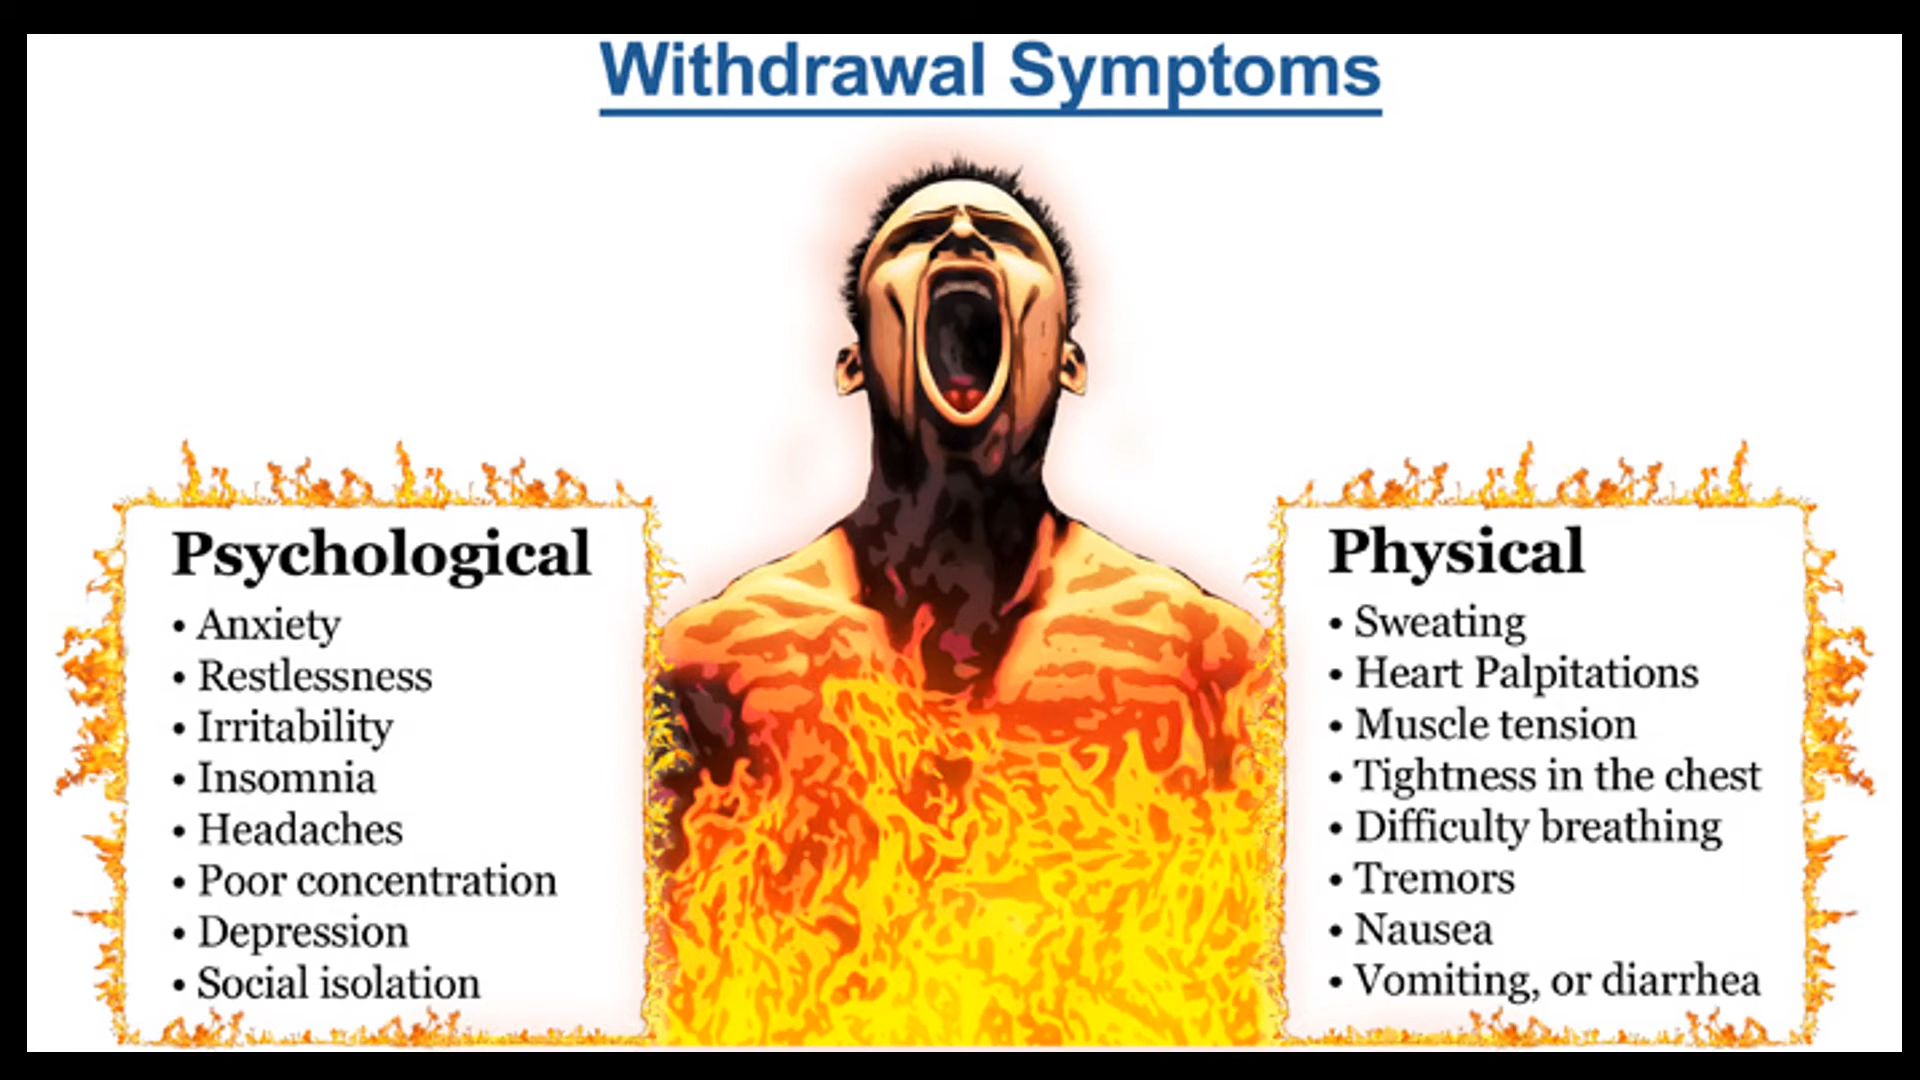 Withdrawal Symptoms
Psychological
• Anxiety
• Restlessness
• Irritability
• Insomnia
• Headaches
• Poor concentration
• Depression
• Social isolation
Physical
• Sweating
• Heart Palpitations
• Muscle tension
• Tightness in the chest
• Difficulty breathing
• Tremors
• Nausea
• Vomiting, or diarrhea